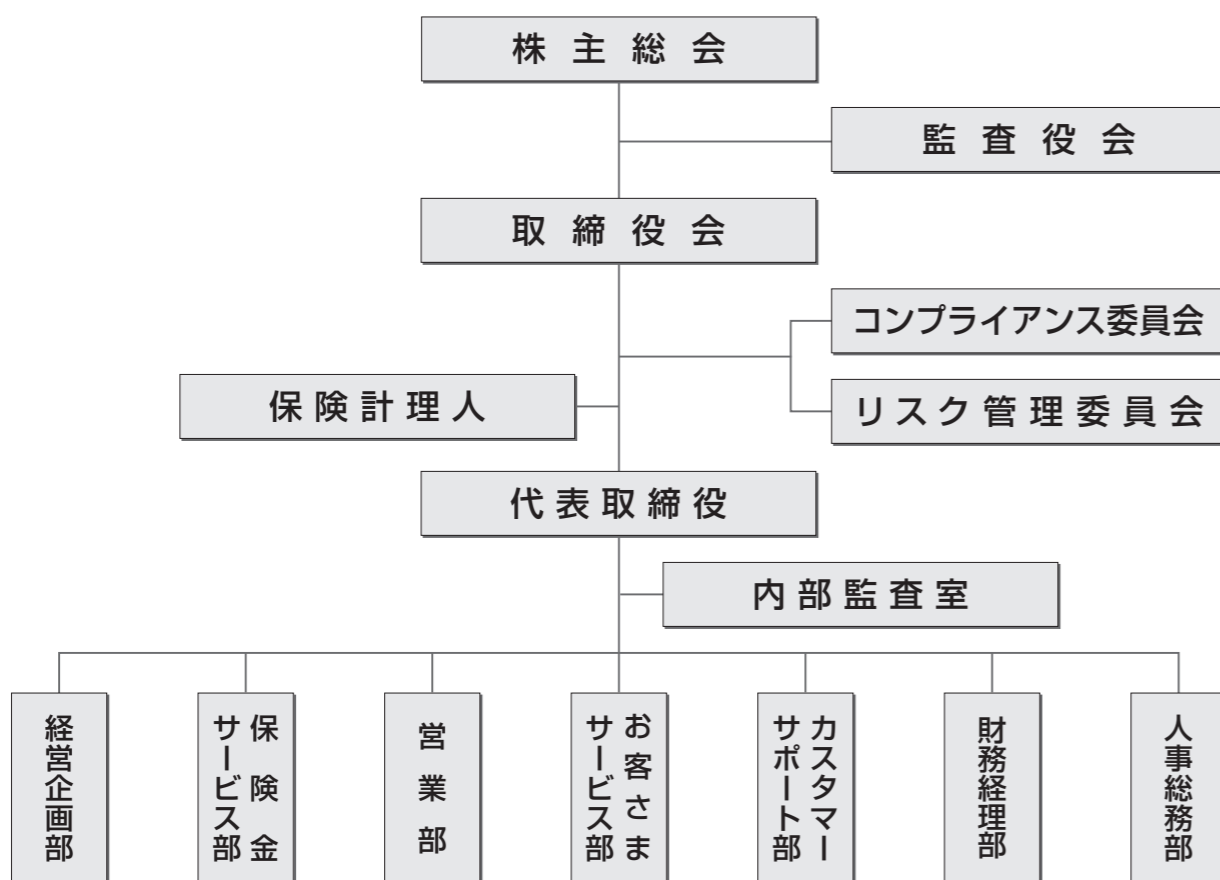 株主総会
監査役会
取締役会
コンプライアンス委員会
保険計理人
リスク管理委員会
代表取締役
内部監査室
経営企画部
保険金
サービス部
営業部
お客さま
サービス部
カスタマー
サポート部
財務経理部
人事総務部